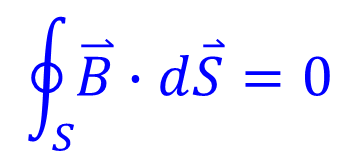 ∮_S B⃗ · dS⃗ = 0